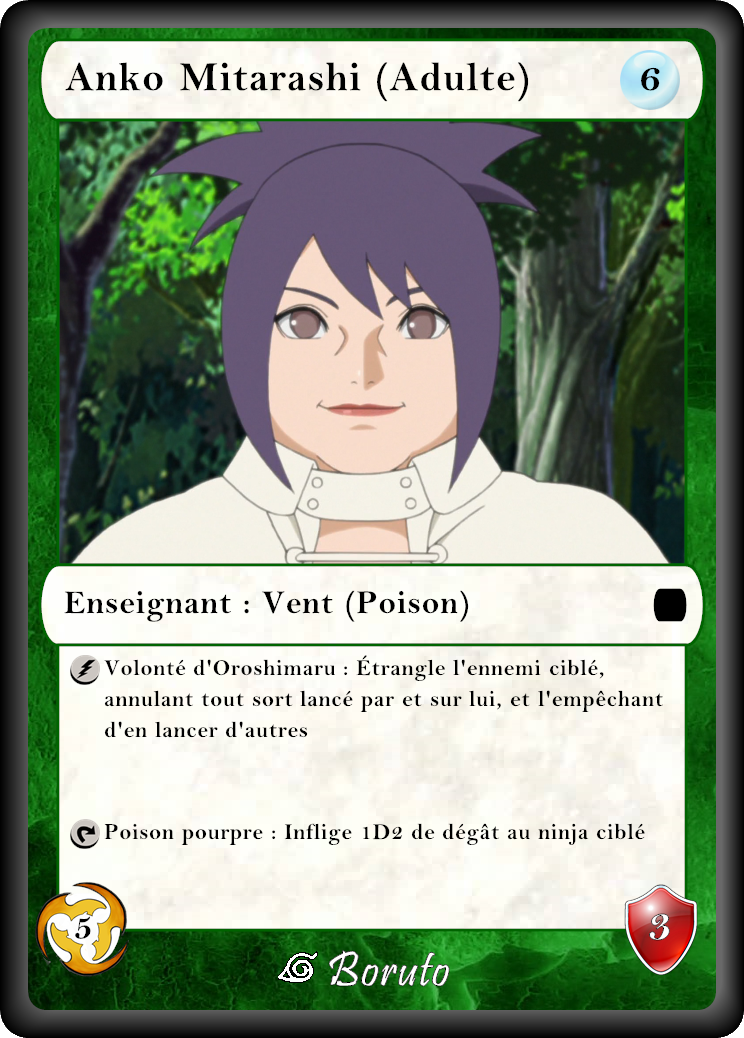 Anko Mitarashi (Adulte)
6
Enseignant : Vent (Poison)
Volonté d'Oroshimaru : Étrangle l'ennemi ciblé,
annulant tout sort lancé par et sur lui, et l'empêchant
d'en lancer d'autres
Poison pourpre : Inflige 1D2 de dégât au ninja ciblé
5
3
Boruto